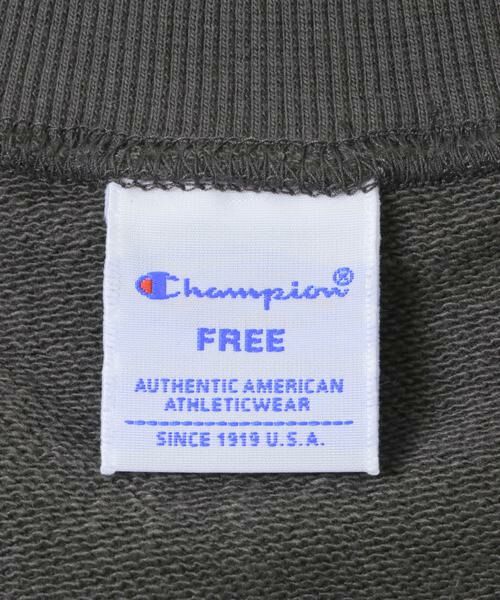 Champion®
FREE
AUTHENTIC AMERICAN
ATHLETICWEAR
SINCE 1919 U.S.A.